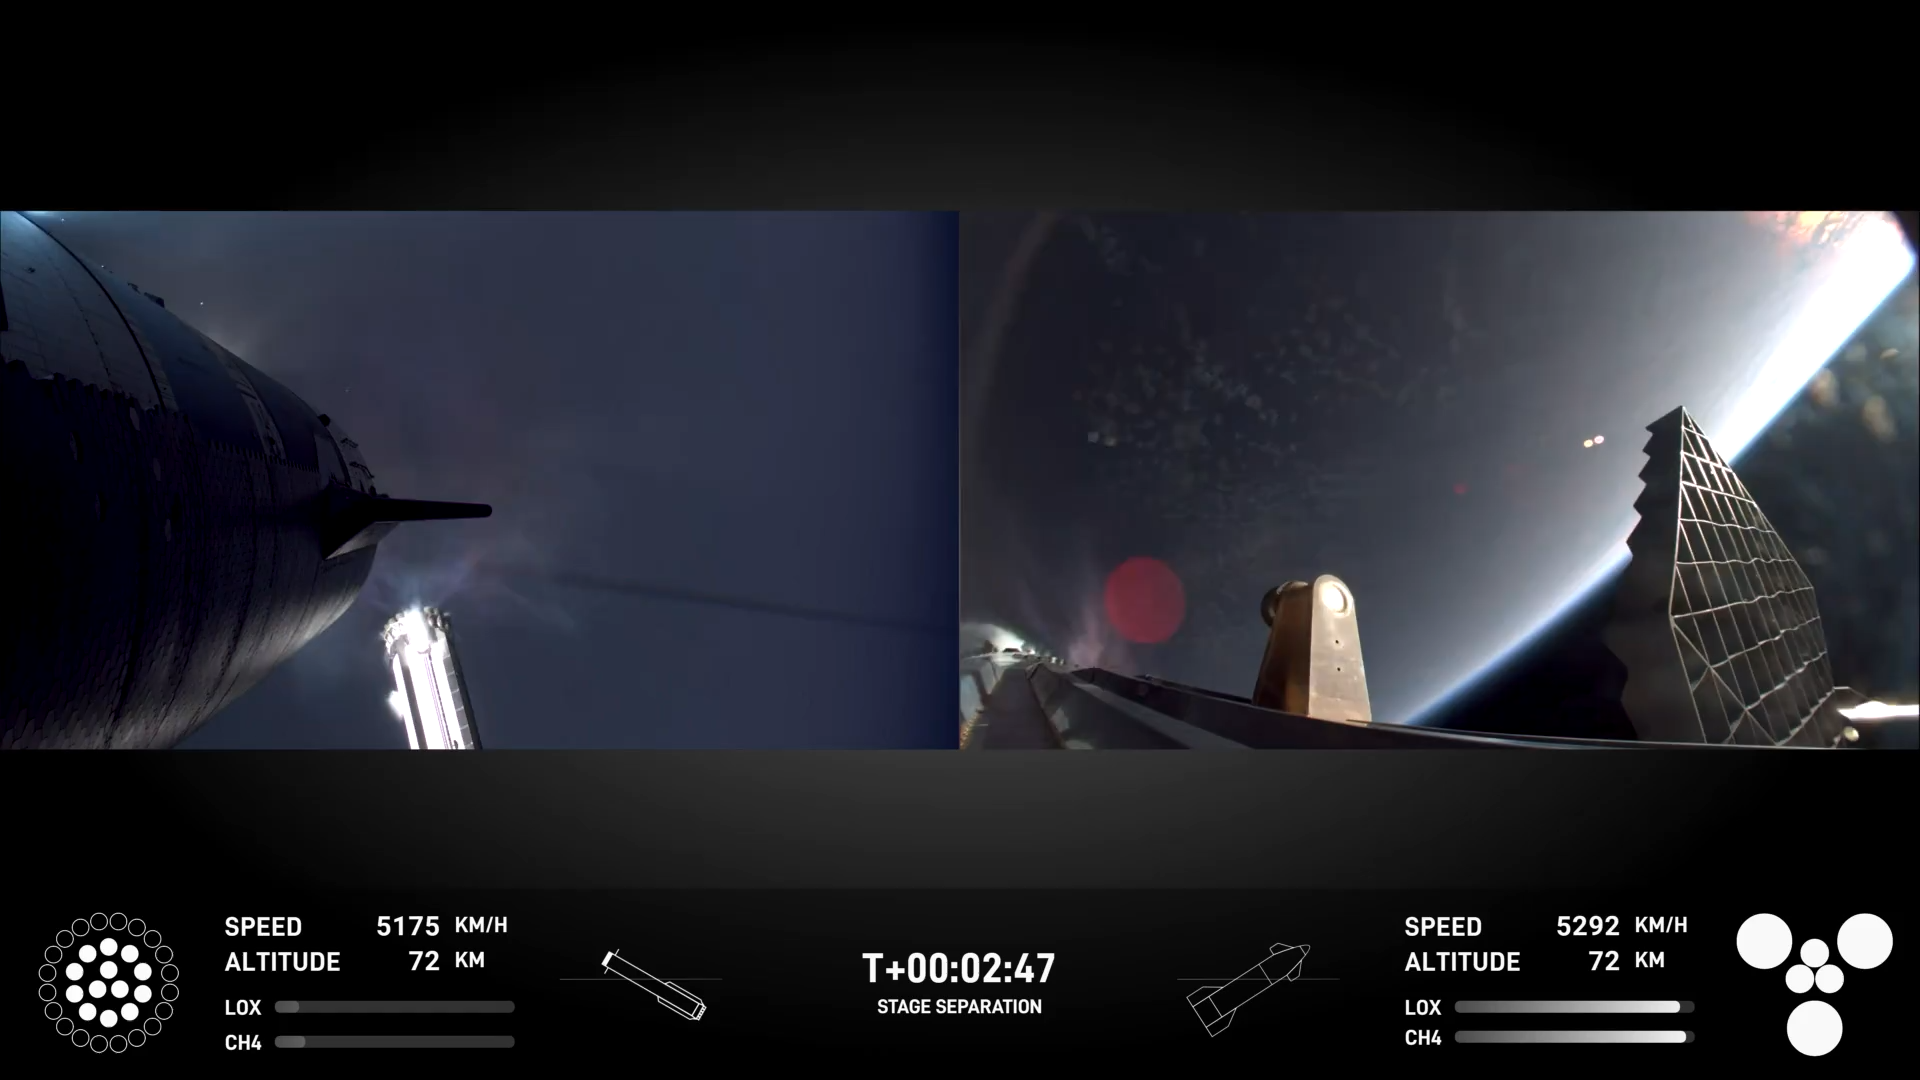 SPEED 5175 KM/H
ALTITUDE 72 KM
LOX
CH4
T+00:02:47
STAGE SEPARATION
SPEED 5292 KM/H
ALTITUDE 72 KM
LOX
CH4